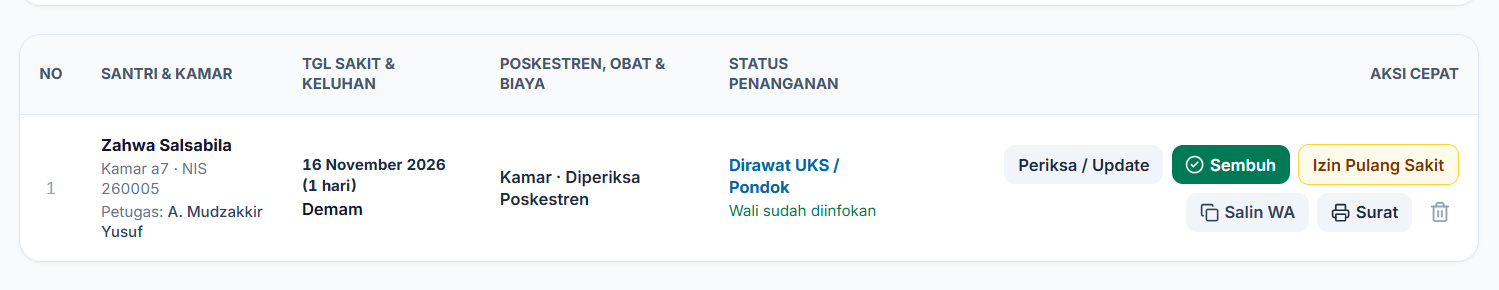 NO
SANTRI & KAMAR
TGL SAKIT &
KELUHAN
POSKESTREN, OBAT &
BIAYA
STATUS
PENANGANAN
AKSI CEPAT
1
Zahwa Salsabila
Kamar a7 · NIS
260005
Petugas: A. Mudzakkir
Yusuf
16 November 2026
(1 hari)
Demam
Kamar · Diperiksa
Poskestren
Dirawat UKS /
Pondok
Wali sudah diinfokan
Periksa / Update
Sembuh
Izin Pulang Sakit
Salin WA
Surat